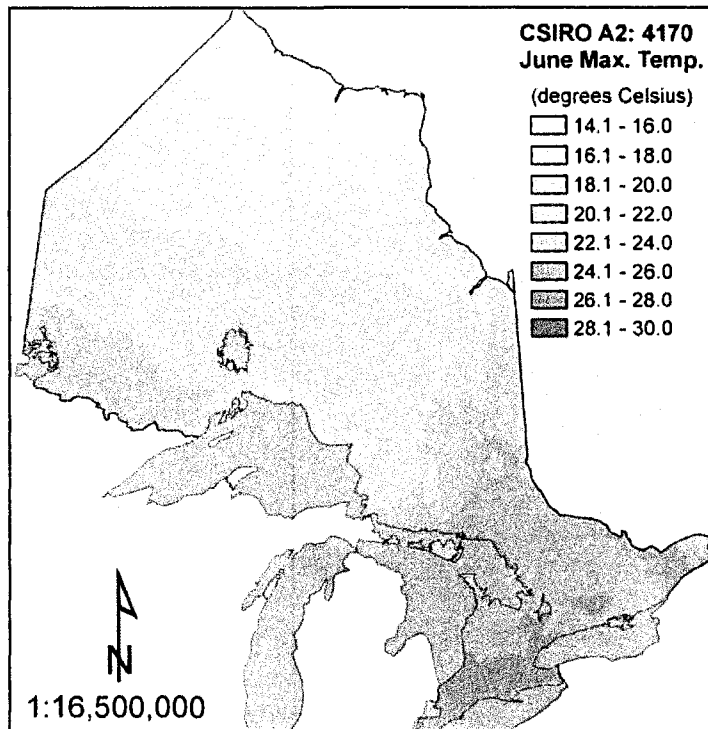 CSIRO A2: 4170
June Max. Temp.
(degrees Celsius)
14.1 - 16.0
16.1 - 18.0
18.1 - 20.0
20.1 - 22.0
22.1 - 24.0
24.1 - 26.0
26.1 - 28.0
28.1 - 30.0
N
1:16,500,000